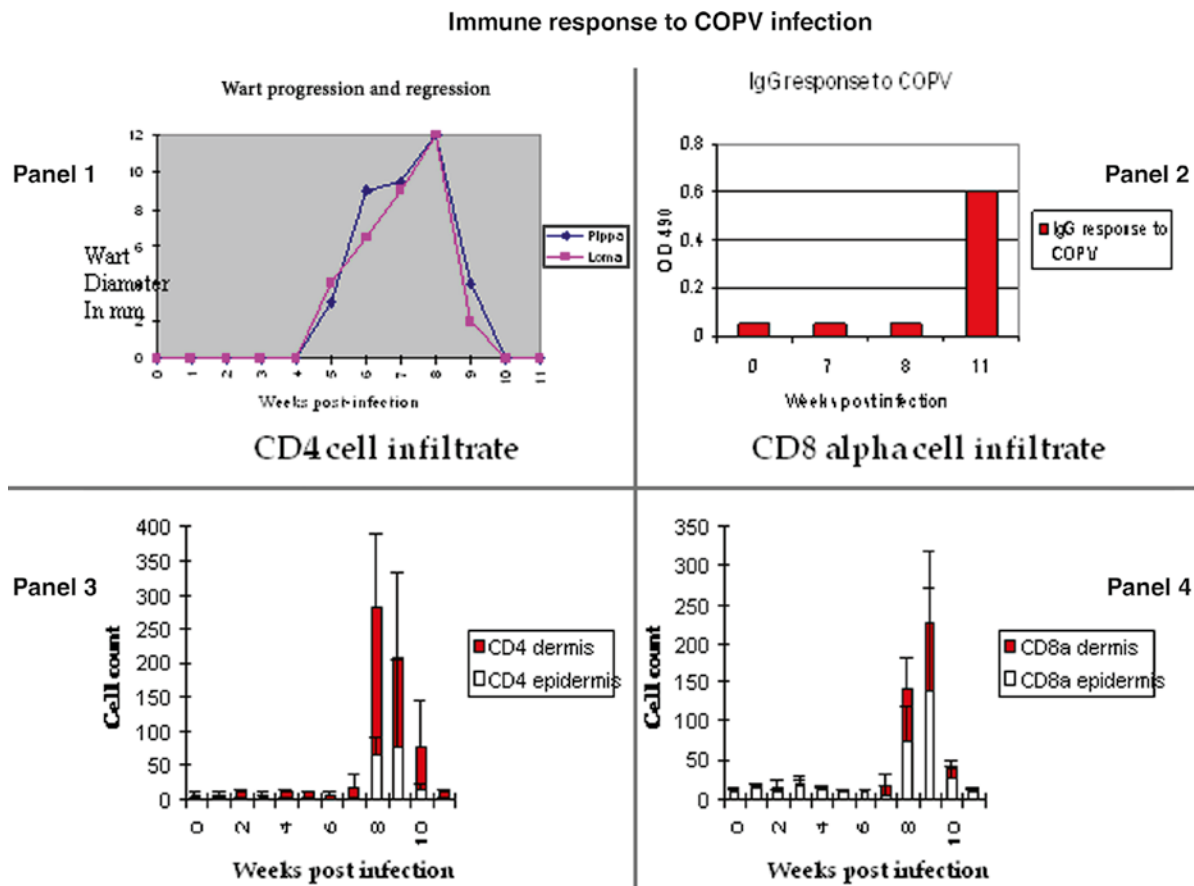 Immune response to COPV infection
Panel 1
Wart progression and regression
12
10
8
6
4
2
0
Wart
Diameter
In mm
0 1 2 3 4 5 6 7 8 9 10 11
Weeks post-infection
Pippa
Lorna
Panel 2
IgG response to COPV
0.8
0.6
0.4
0.2
0
OD 490
0 7 8 11
Weeks post infection
IgG response to
COPV
CD4 cell infiltrate
Panel 3
400
350
300
250
200
150
100
50
0
Cell count
0 2 4 6 8 10
Weeks post infection
CD4 dermis
CD4 epidermis
CD8 alpha cell infiltrate
Panel 4
350
300
250
200
150
100
50
0
Cell count
0 2 4 6 8 10
Weeks post infection
CD8a dermis
CD8a epidermis